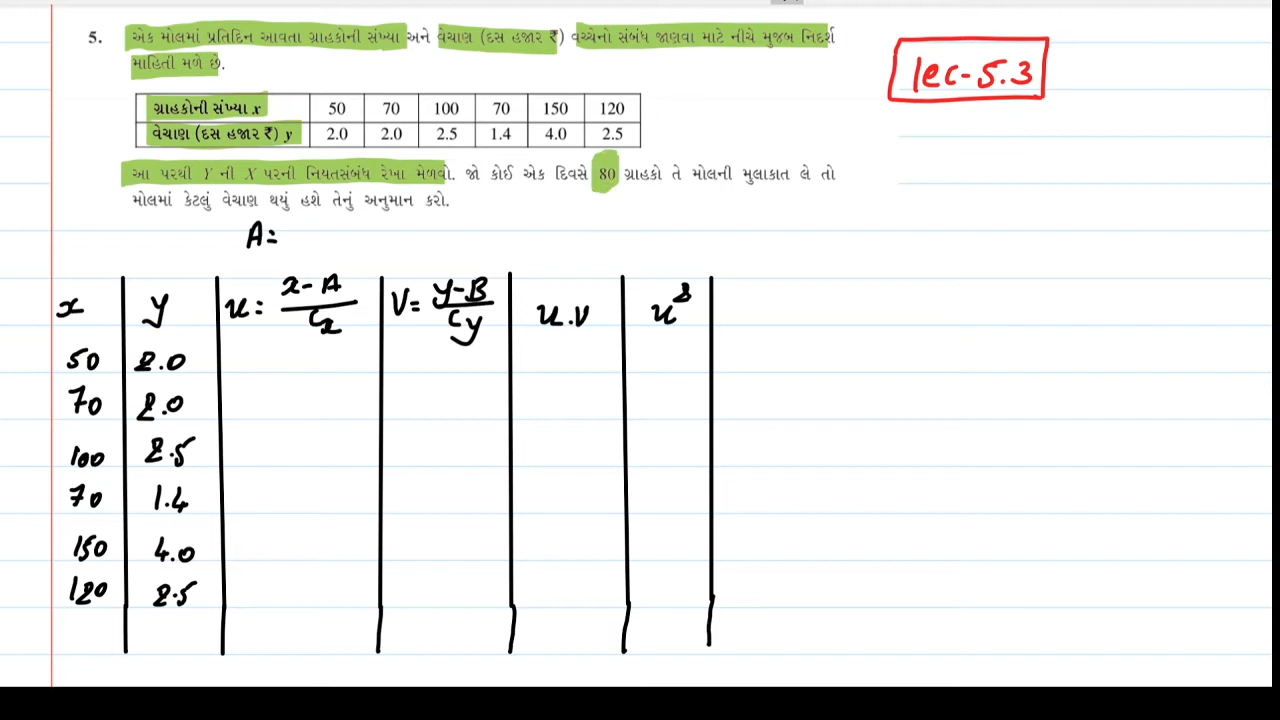 5. એક મોલમાં પ્રતિદિન આવતા ગ્રાહકોની સંખ્યા અને વેચાણ (દસ હજાર ₹) વચ્ચેનો સંબંધ જાણવા માટે નીચે મુજબ નિદર્શ
માહિતી મળે છે.
lec-5.3
ગ્રાહકોની સંખ્યા x 50 70 100 70 150 120
વેચાણ (દસ હજાર ₹) y 2.0 2.0 2.5 1.4 4.0 2.5
આ પરથી Y ની X પરની નિયતસંબંધ રેખા મેળવો. જો કોઈ એક દિવસે 80 ગ્રાહકો તે મોલની મુલાકાત લે તો
મોલમાં કેટલું વેચાણ થયું હશે તેનું અનુમાન કરો.
A=
x y u= x-A / Cx v= y-B / Cy u.v u²
50 2.0
70 2.0
100 2.5
70 1.4
150 4.0
120 2.5